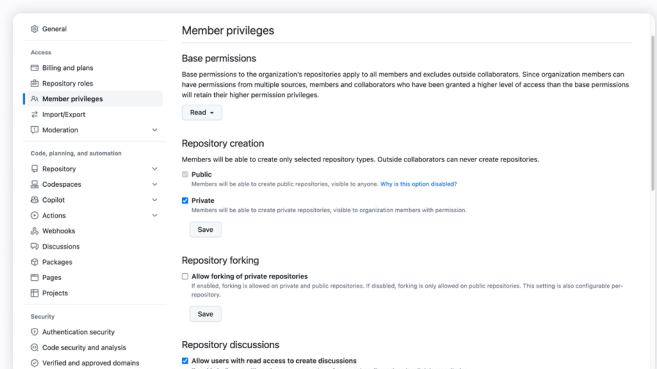 General
Access
Billing and plans
Repository roles
Member privileges
Import/Export
Moderation
Code, planning, and automation
Repository
Codespaces
Copilot
Actions
Webhooks
Discussions
Packages
Pages
Projects
Security
Authentication security
Code security and analysis
Verified and approved domains
Member privileges
Base permissions
Base permissions to the organization's repositories apply to all members and excludes outside collaborators. Since organization members can
have permissions from multiple sources, members and collaborators who have been granted a higher level of access than the base permissions
will retain their higher permission privileges.
Read
Repository creation
Members will be able to create only selected repository types. Outside collaborators can never create repositories.
Public
Members will be able to create public repositories, visible to anyone. Why is this option disabled?
Private
Members will be able to create private repositories, visible to organization members with permission.
Save
Repository forking
Allow forking of private repositories
If enabled, forking is allowed on private and public repositories. If disabled, forking is only allowed on public repositories. This setting is also configurable per-
repository.
Save
Repository discussions
Allow users with read access to create discussions